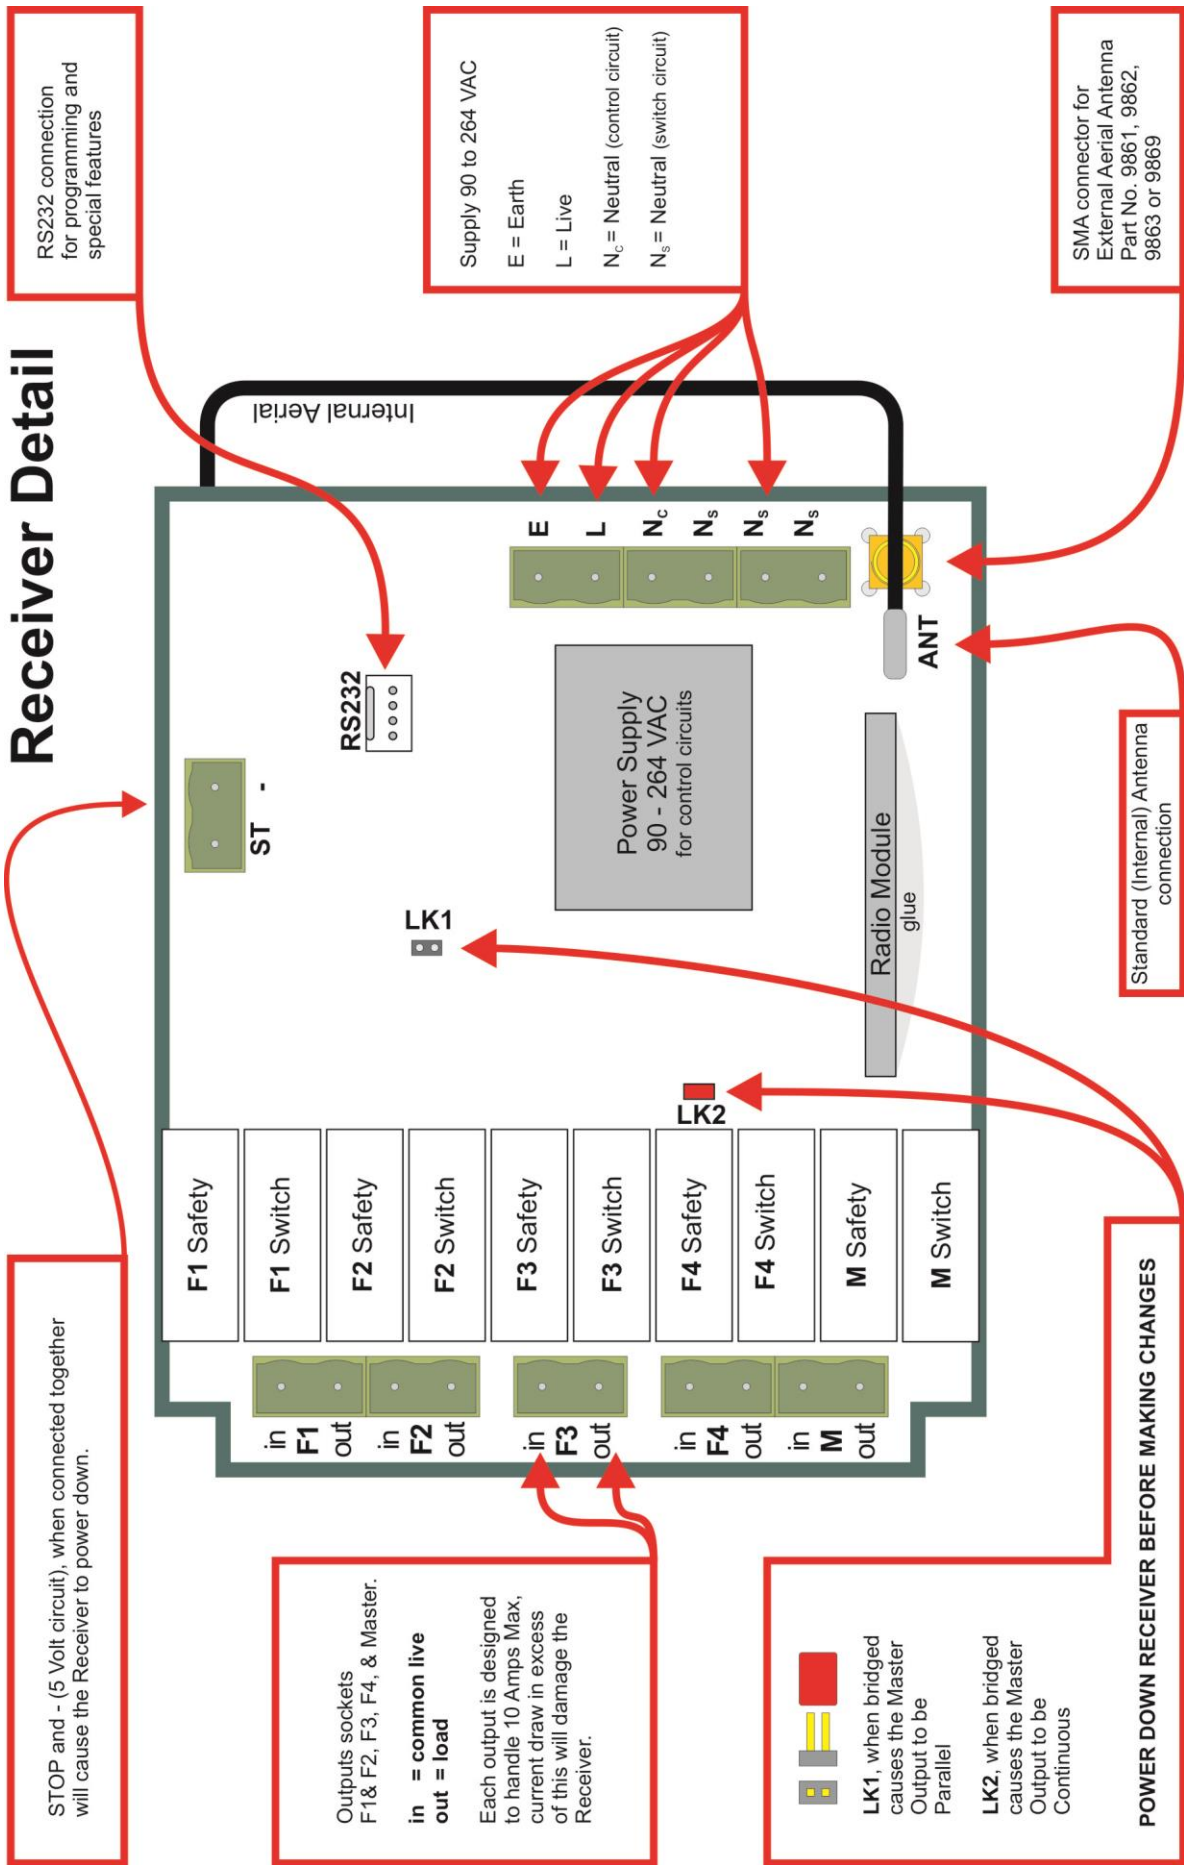 Receiver Detail
STOP and - (5 Volt circuit), when connected together
will cause the Receiver to power down.
RS232 connection
for programming and
special features
Outputs sockets
F1& F2, F3, F4, & Master.
in = common live
out = load
Each output is designed
to handle 10 Amps Max,
current draw in excess
of this will damage the
Receiver.
Supply 90 to 264 VAC
E = Earth
L = Live
Nc = Neutral (control circuit)
Ns = Neutral (switch circuit)
LK1, when bridged
causes the Master
Output to be
Parallel
LK2, when bridged
causes the Master
Output to be
Continuous
POWER DOWN RECEIVER BEFORE MAKING CHANGES
Standard (Internal) Antenna
connection
SMA connector for
External Aerial Antenna
Part No. 9861, 9862,
9863 or 9869
Internal Aerial
ST -
RS232
LK1
LK2
Power Supply
90 - 264 VAC
for control circuits
Radio Module
glue
ANT
E
L
Nc
Ns
Ns
Ns
F1 Safety
F1 Switch
F2 Safety
F2 Switch
F3 Safety
F3 Switch
F4 Safety
F4 Switch
M Safety
M Switch
in
F1
out
in
F2
out
in
F3
out
in
F4
out
in
M
out